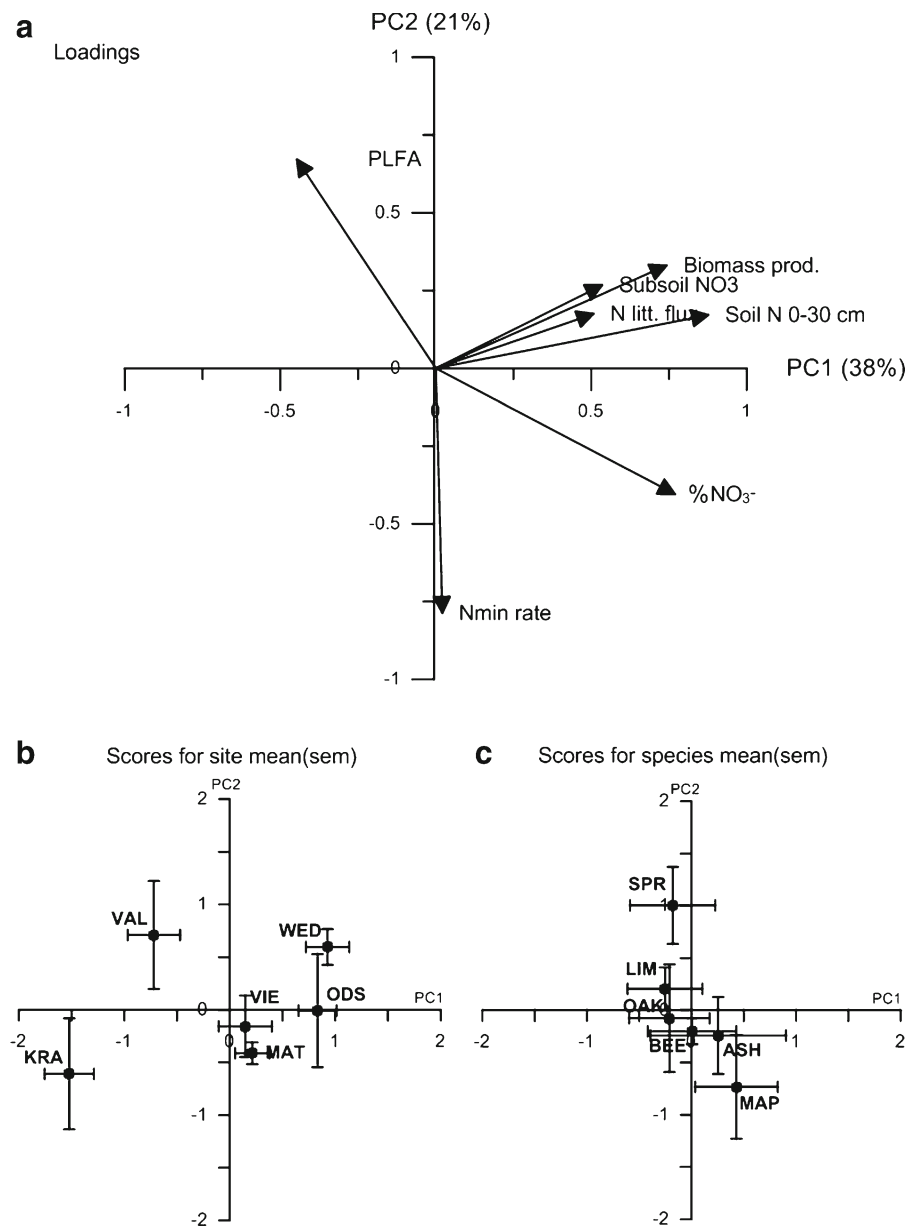 a
PC2 (21%)
Loadings
1
PLFA
0.5
Biomass prod.
Subsoil NO3
N litt. flux
Soil N 0-30 cm
0
PC1 (38%)
-1
-0.5
0
0.5
1
%NO₃-
-0.5
Nmin rate
-1
b
Scores for site mean(sem)
PC2
2
1
VAL
WED
VIE
ODS
PC1
0
-2
-1
0
1
2
KRA
MAT
-1
-2
c
Scores for species mean(sem)
PC2
2
SPR
1
LIM
OAK
0
PC1
-2
-1
1
2
BEE
ASH
MAP
-1
-2